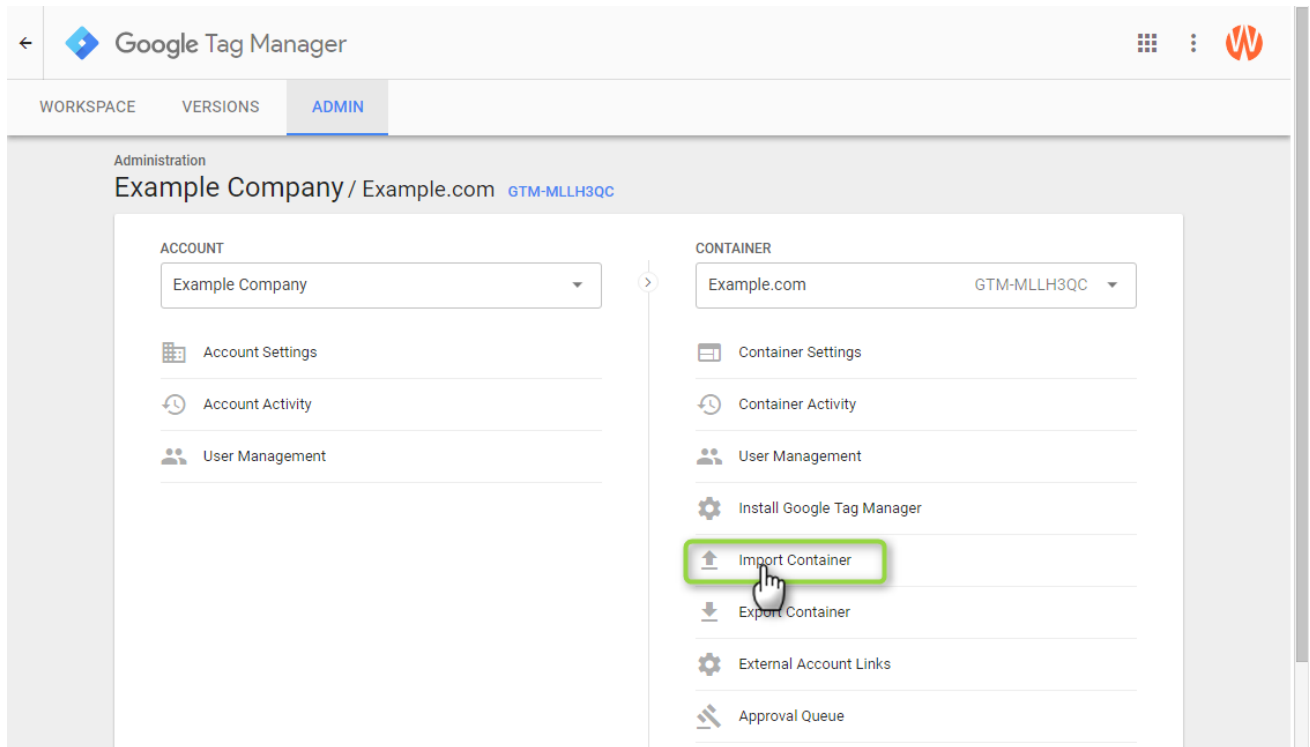 Google Tag Manager
WORKSPACE VERSIONS ADMIN
Administration
Example Company / Example.com GTM-MLLH3QC
ACCOUNT
Example Company
Account Settings
Account Activity
User Management
CONTAINER
Example.com GTM-MLLH3QC
Container Settings
Container Activity
User Management
Install Google Tag Manager
Import Container
Export Container
External Account Links
Approval Queue